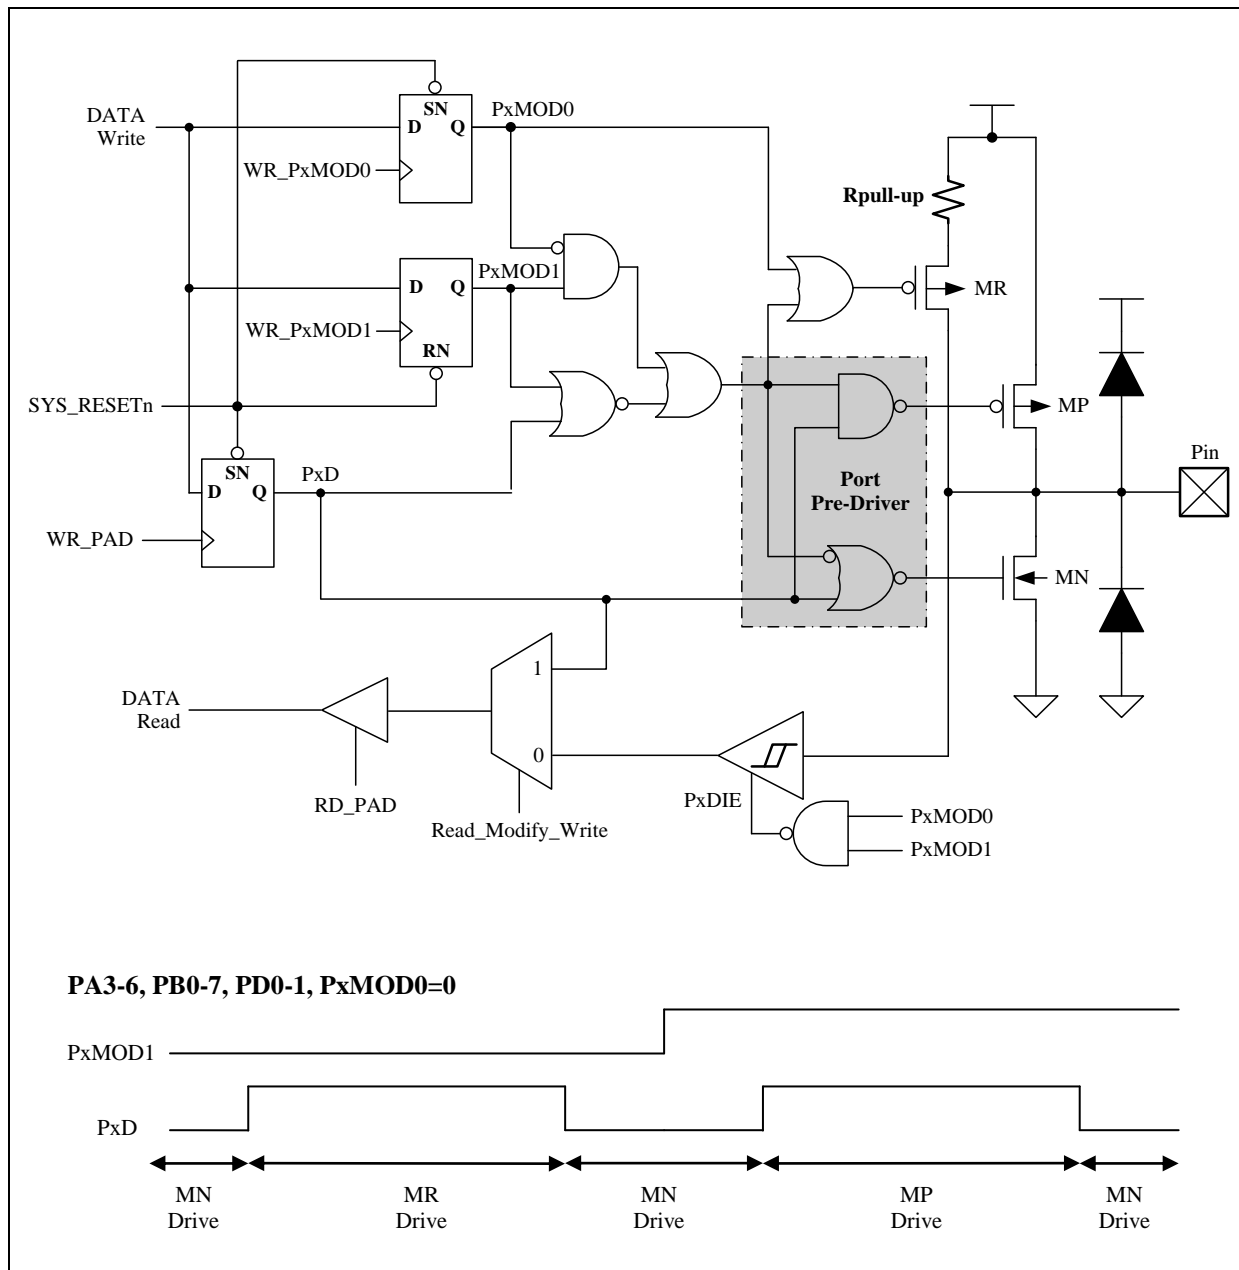 SN
PxMOD0
DATA
Write
D
Q
WR_PxMOD0
Rpull-up
PxMOD1
D
Q
MR
WR_PxMOD1
RN
SYS_RESETn
MP
SN
PxD
Pin
D
Q
Port
Pre-Driver
WR_PAD
MN
1
DATA
Read
0
PxDIE
RD_PAD
PxMOD0
Read_Modify_Write
PxMOD1
PA3-6, PB0-7, PD0-1, PxMOD0=0
PxMOD1
PxD
MN
Drive
MR
Drive
MN
Drive
MP
Drive
MN
Drive